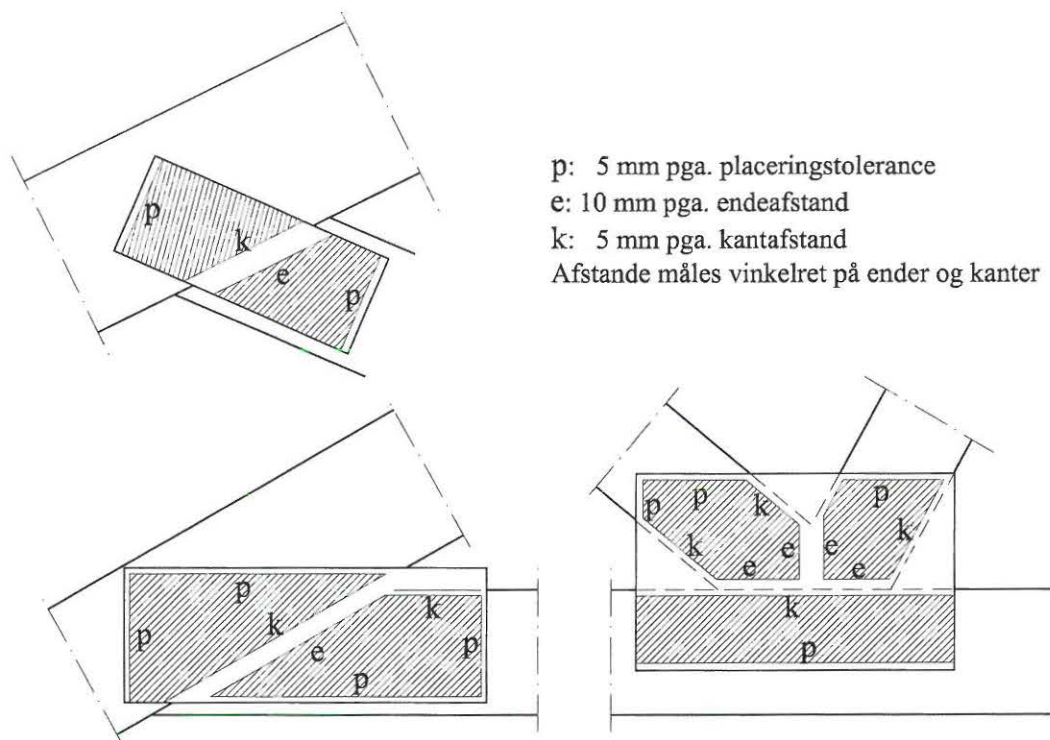 p: 5 mm pga. placeringstolerance
e: 10 mm pga. endeafstand
k: 5 mm pga. kantafstand
Afstande måles vinkelret på ender og kanter
p
k
e
p
p
p
k
e
k
p
p
p
p
k
k
e
e
p
k
e
e
k
p